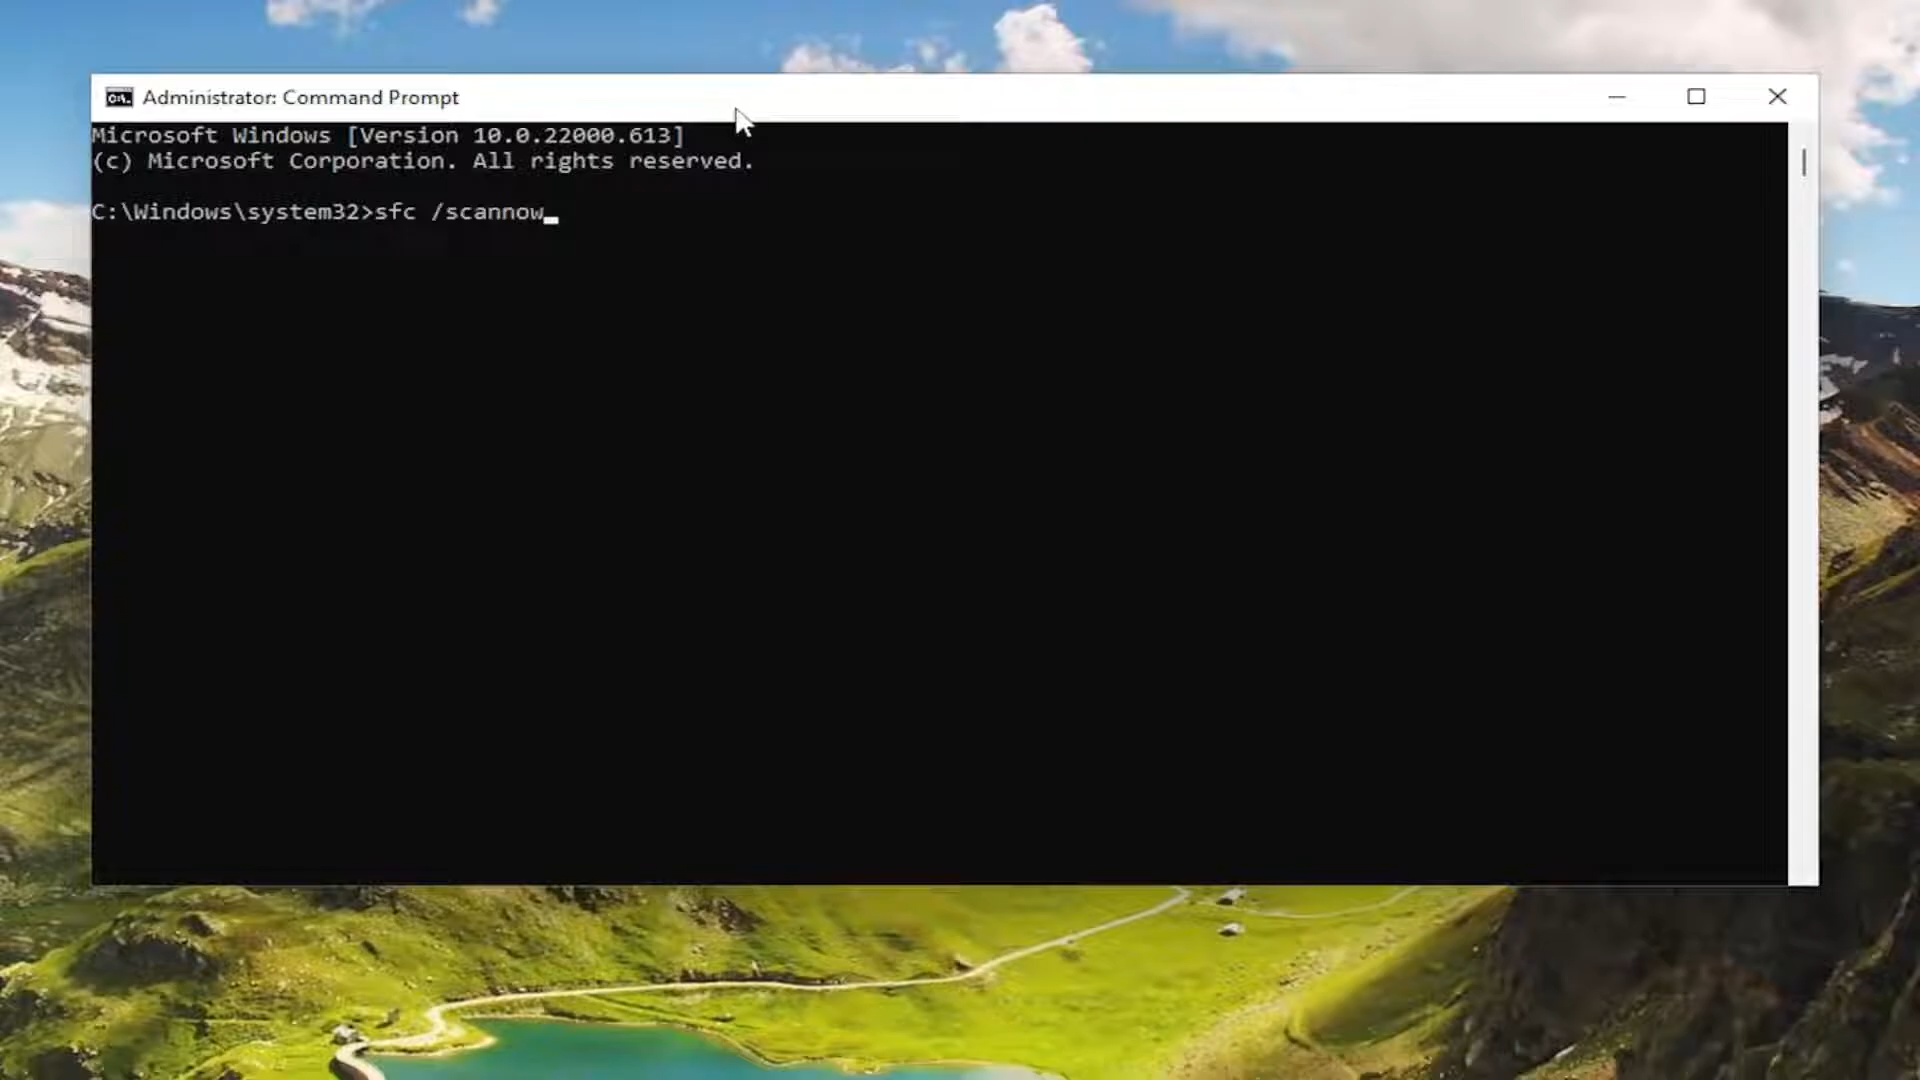 Administrator: Command Prompt
Microsoft Windows [Version 10.0.22000.613]
(c) Microsoft Corporation. All rights reserved.
C:\Windows\system32>sfc /scannow